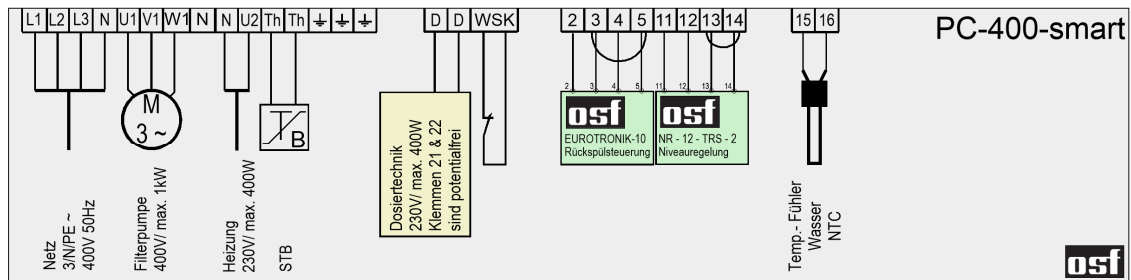 L1 L2 L3 N U1 V1 W1 N N U2 Th Th
D D WSK
2 3 4 5 11 12 13 14
15 16
PC-400-smart
M
3 ~
B
Netz
3/N/PE ~
400V 50Hz
Filterpumpe
400V/ max. 1kW
Heizung
230V/ max. 400W
STB
Dosiertechnik
230V/ max. 400W
Klemmen 21 & 22
sind potentialfrei
2 3 4 5 11 12 13 14
osf
EUROTRONIK-10
Rückspülsteuerung
osf
NR - 12 - TRS - 2
Niveauregelung
Temp.- Fühler
Wasser
NTC
osf